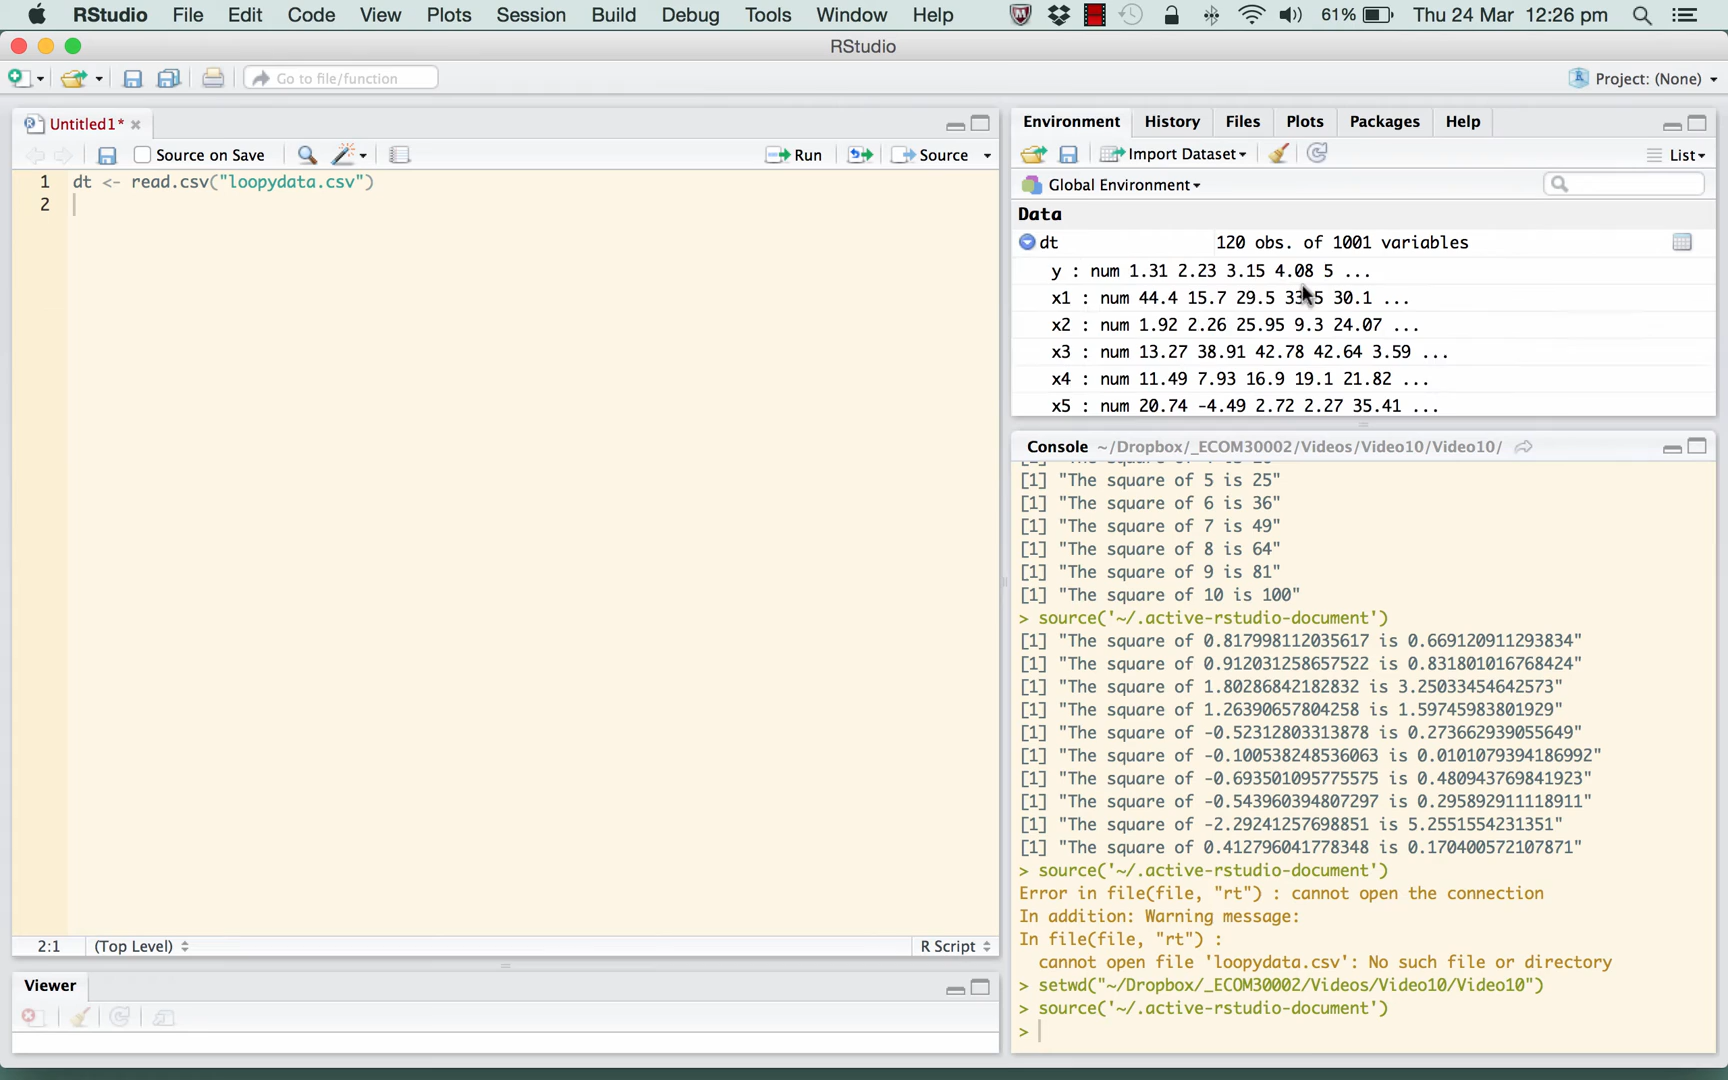 RStudio File Edit Code View Plots Session Build Debug Tools Window Help 61% Thu 24 Mar 12:26 pm
RStudio
Go to file/function Project: (None)
Untitled1*
Source on Save Run Source
1 dt <- read.csv("loopydata.csv")
2
2:1 (Top Level) R Script
Viewer
Environment History Files Plots Packages Help
Import Dataset List
Global Environment
Data
dt 120 obs. of 1001 variables
y : num 1.31 2.23 3.15 4.08 5 ...
x1 : num 44.4 15.7 29.5 33.5 30.1 ...
x2 : num 1.92 2.26 25.95 9.3 24.07 ...
x3 : num 13.27 38.91 42.78 42.64 3.59 ...
x4 : num 11.49 7.93 16.9 19.1 21.82 ...
x5 : num 20.74 -4.49 2.72 2.27 35.41 ...
Console ~/Dropbox/_ECOM30002/Videos/Video10/Video10/
[1] "The square of 5 is 25"
[1] "The square of 6 is 36"
[1] "The square of 7 is 49"
[1] "The square of 8 is 64"
[1] "The square of 9 is 81"
[1] "The square of 10 is 100"
> source('~/.active-rstudio-document')
[1] "The square of 0.817998112035617 is 0.669120911293834"
[1] "The square of 0.912031258657522 is 0.831801016768424"
[1] "The square of 1.80286842182832 is 3.25033454642573"
[1] "The square of 1.26390657804258 is 1.59745983801929"
[1] "The square of -0.52312803313878 is 0.273662939055649"
[1] "The square of -0.100538248536063 is 0.0101079394186992"
[1] "The square of -0.693501095775575 is 0.480943769841923"
[1] "The square of -0.543960394807297 is 0.295892911118911"
[1] "The square of -2.29241257698851 is 5.2551554231351"
[1] "The square of 0.412796041778348 is 0.170400572107871"
> source('~/.active-rstudio-document')
Error in file(file, "rt") : cannot open the connection
In addition: Warning message:
In file(file, "rt") :
cannot open file 'loopydata.csv': No such file or directory
> setwd("~/Dropbox/_ECOM30002/Videos/Video10/Video10")
> source('~/.active-rstudio-document')
>